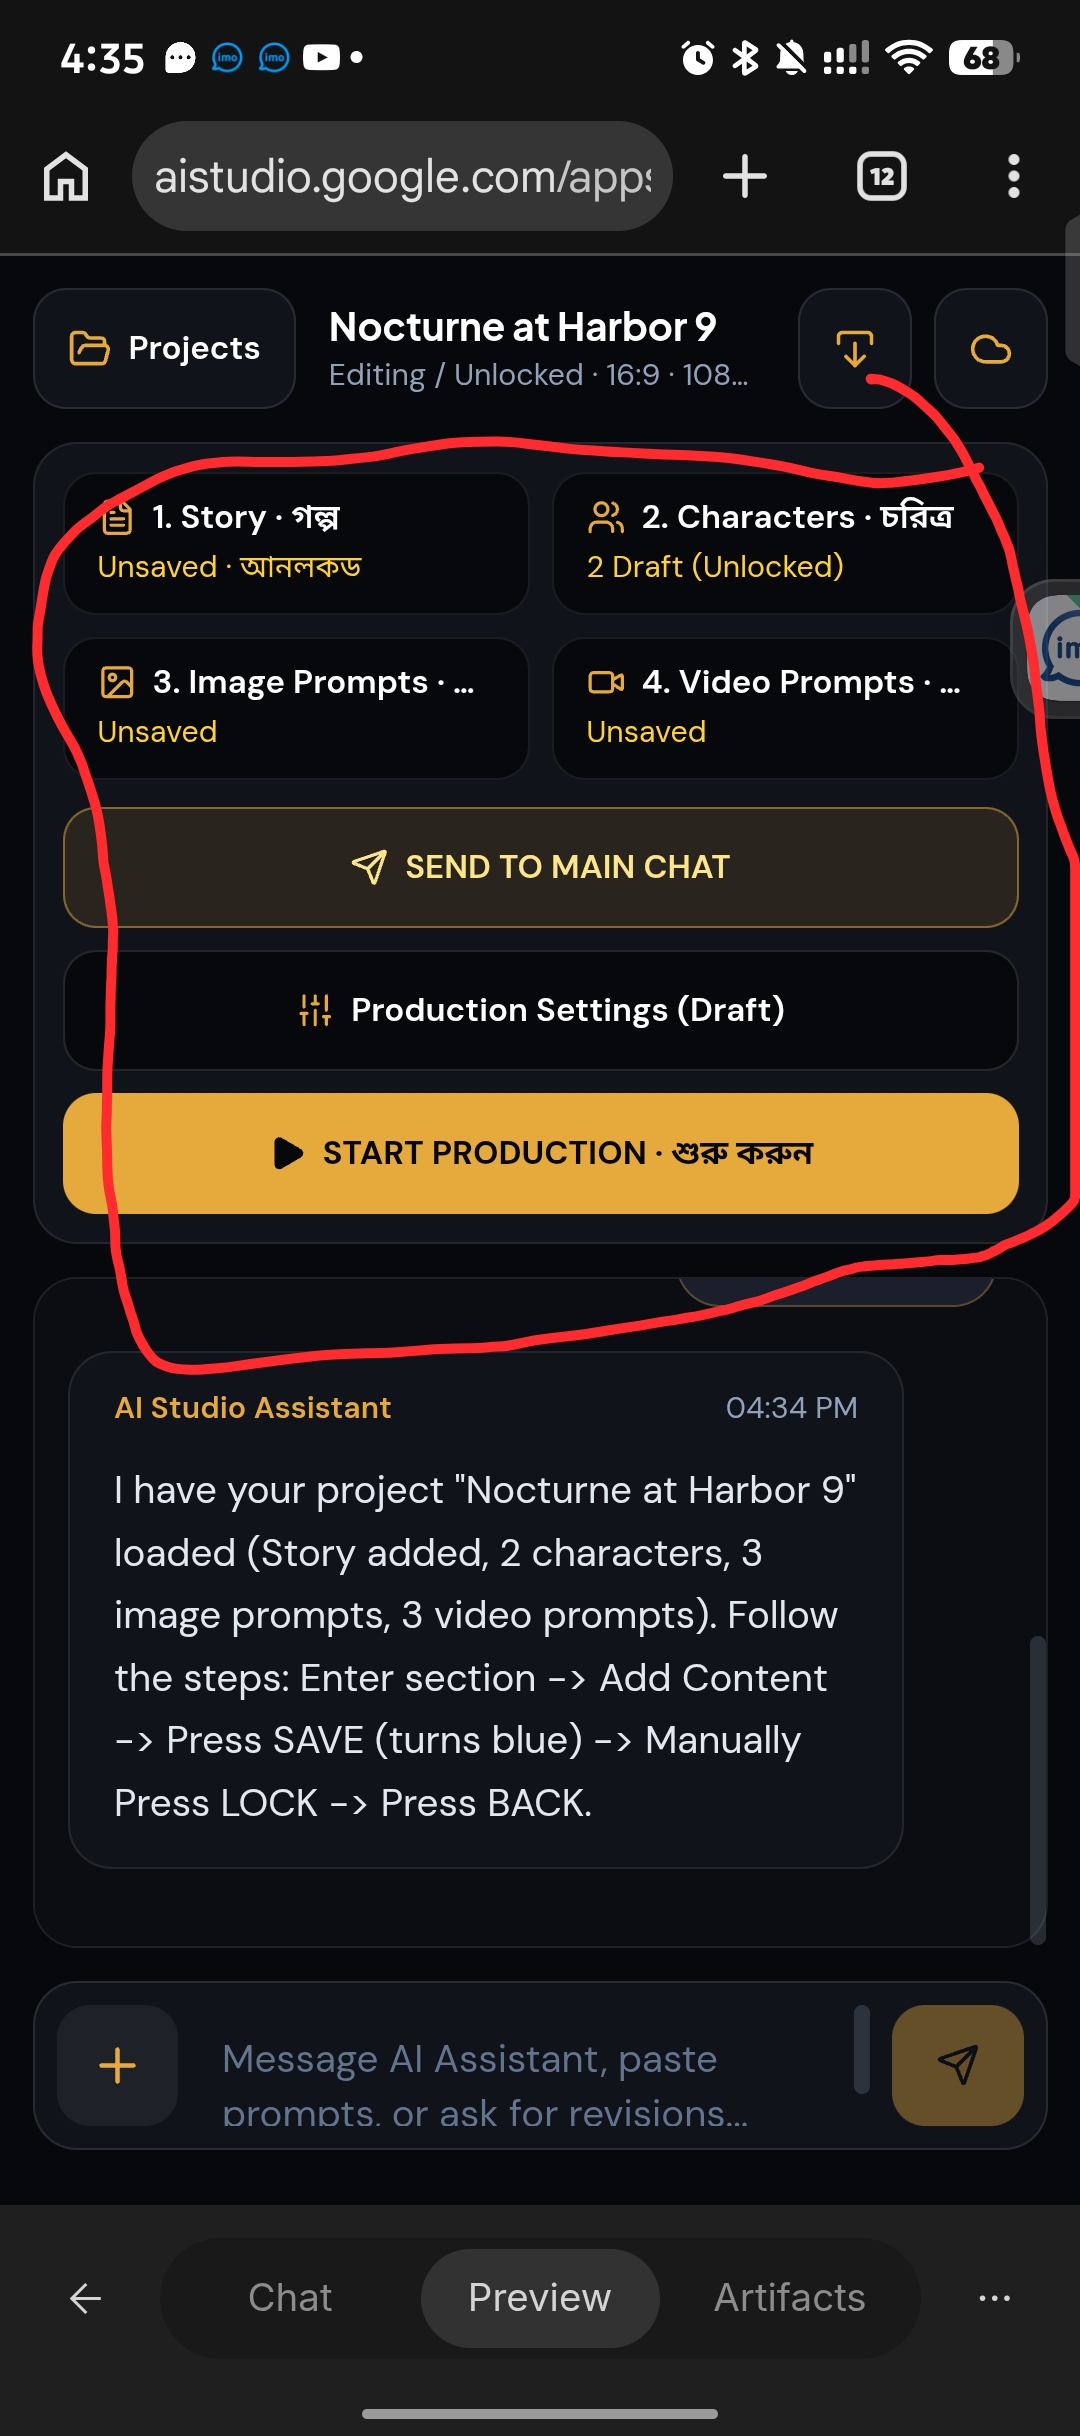 4:35
imo
imo
68
aistudio.google.com/apps
12
Projects
Nocturne at Harbor 9
Editing / Unlocked · 16:9 · 108...
1. Story · গল্প
Unsaved · আনলকড
2. Characters · চরিত্র
2 Draft (Unlocked)
3. Image Prompts · ...
Unsaved
4. Video Prompts · ...
Unsaved
SEND TO MAIN CHAT
Production Settings (Draft)
START PRODUCTION · শুরু করুন
AI Studio Assistant
04:34 PM
I have your project "Nocturne at Harbor 9"
loaded (Story added, 2 characters, 3
image prompts, 3 video prompts). Follow
the steps: Enter section -> Add Content
-> Press SAVE (turns blue) -> Manually
Press LOCK -> Press BACK.
Message AI Assistant, paste
prompts, or ask for revisions...
Chat
Preview
Artifacts